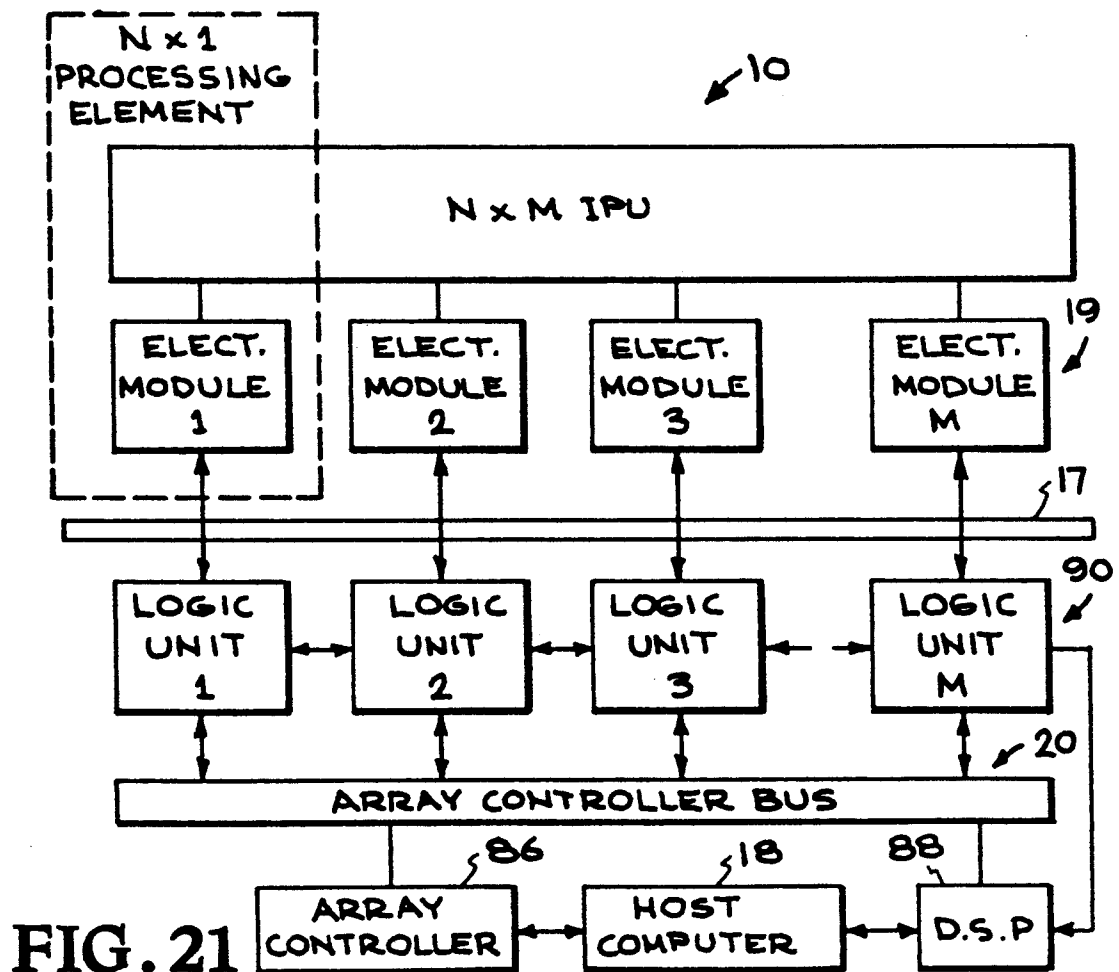 N x 1
PROCESSING
ELEMENT
10
N x M IPU
19
ELECT.
MODULE
1
ELECT.
MODULE
2
ELECT.
MODULE
3
ELECT.
MODULE
M
17
90
LOGIC
UNIT
1
LOGIC
UNIT
2
LOGIC
UNIT
3
LOGIC
UNIT
M
20
ARRAY CONTROLLER BUS
86
18
88
ARRAY
CONTROLLER
HOST
COMPUTER
D.S.P
FIG. 21